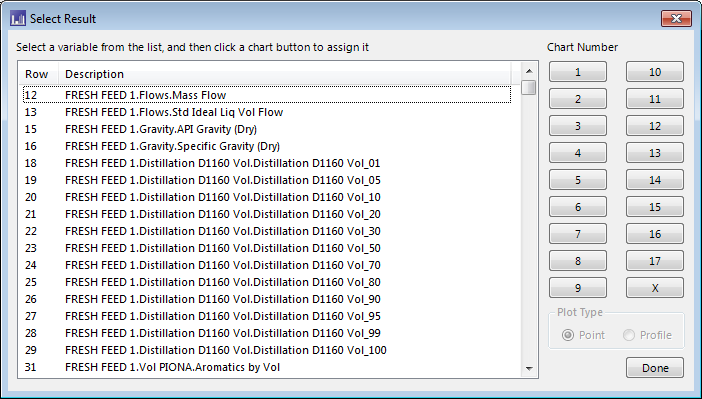 Select Result
Select a variable from the list, and then click a chart button to assign it
Row Description
12 FRESH FEED 1.Flows.Mass Flow
13 FRESH FEED 1.Flows.Std Ideal Liq Vol Flow
15 FRESH FEED 1.Gravity.API Gravity (Dry)
16 FRESH FEED 1.Gravity.Specific Gravity (Dry)
18 FRESH FEED 1.Distillation D1160 Vol.Distillation D1160 Vol_01
19 FRESH FEED 1.Distillation D1160 Vol.Distillation D1160 Vol_05
20 FRESH FEED 1.Distillation D1160 Vol.Distillation D1160 Vol_10
21 FRESH FEED 1.Distillation D1160 Vol.Distillation D1160 Vol_20
22 FRESH FEED 1.Distillation D1160 Vol.Distillation D1160 Vol_30
23 FRESH FEED 1.Distillation D1160 Vol.Distillation D1160 Vol_50
24 FRESH FEED 1.Distillation D1160 Vol.Distillation D1160 Vol_70
25 FRESH FEED 1.Distillation D1160 Vol.Distillation D1160 Vol_80
26 FRESH FEED 1.Distillation D1160 Vol.Distillation D1160 Vol_90
27 FRESH FEED 1.Distillation D1160 Vol.Distillation D1160 Vol_95
28 FRESH FEED 1.Distillation D1160 Vol.Distillation D1160 Vol_99
29 FRESH FEED 1.Distillation D1160 Vol.Distillation D1160 Vol_100
31 FRESH FEED 1.Vol PIONA.Aromatics by Vol
Chart Number
1 10
2 11
3 12
4 13
5 14
6 15
7 16
8 17
9 X
Plot Type
Point Profile
Done